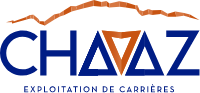 CHAVAZ
EXPLOITATION DE CARRIÈRES